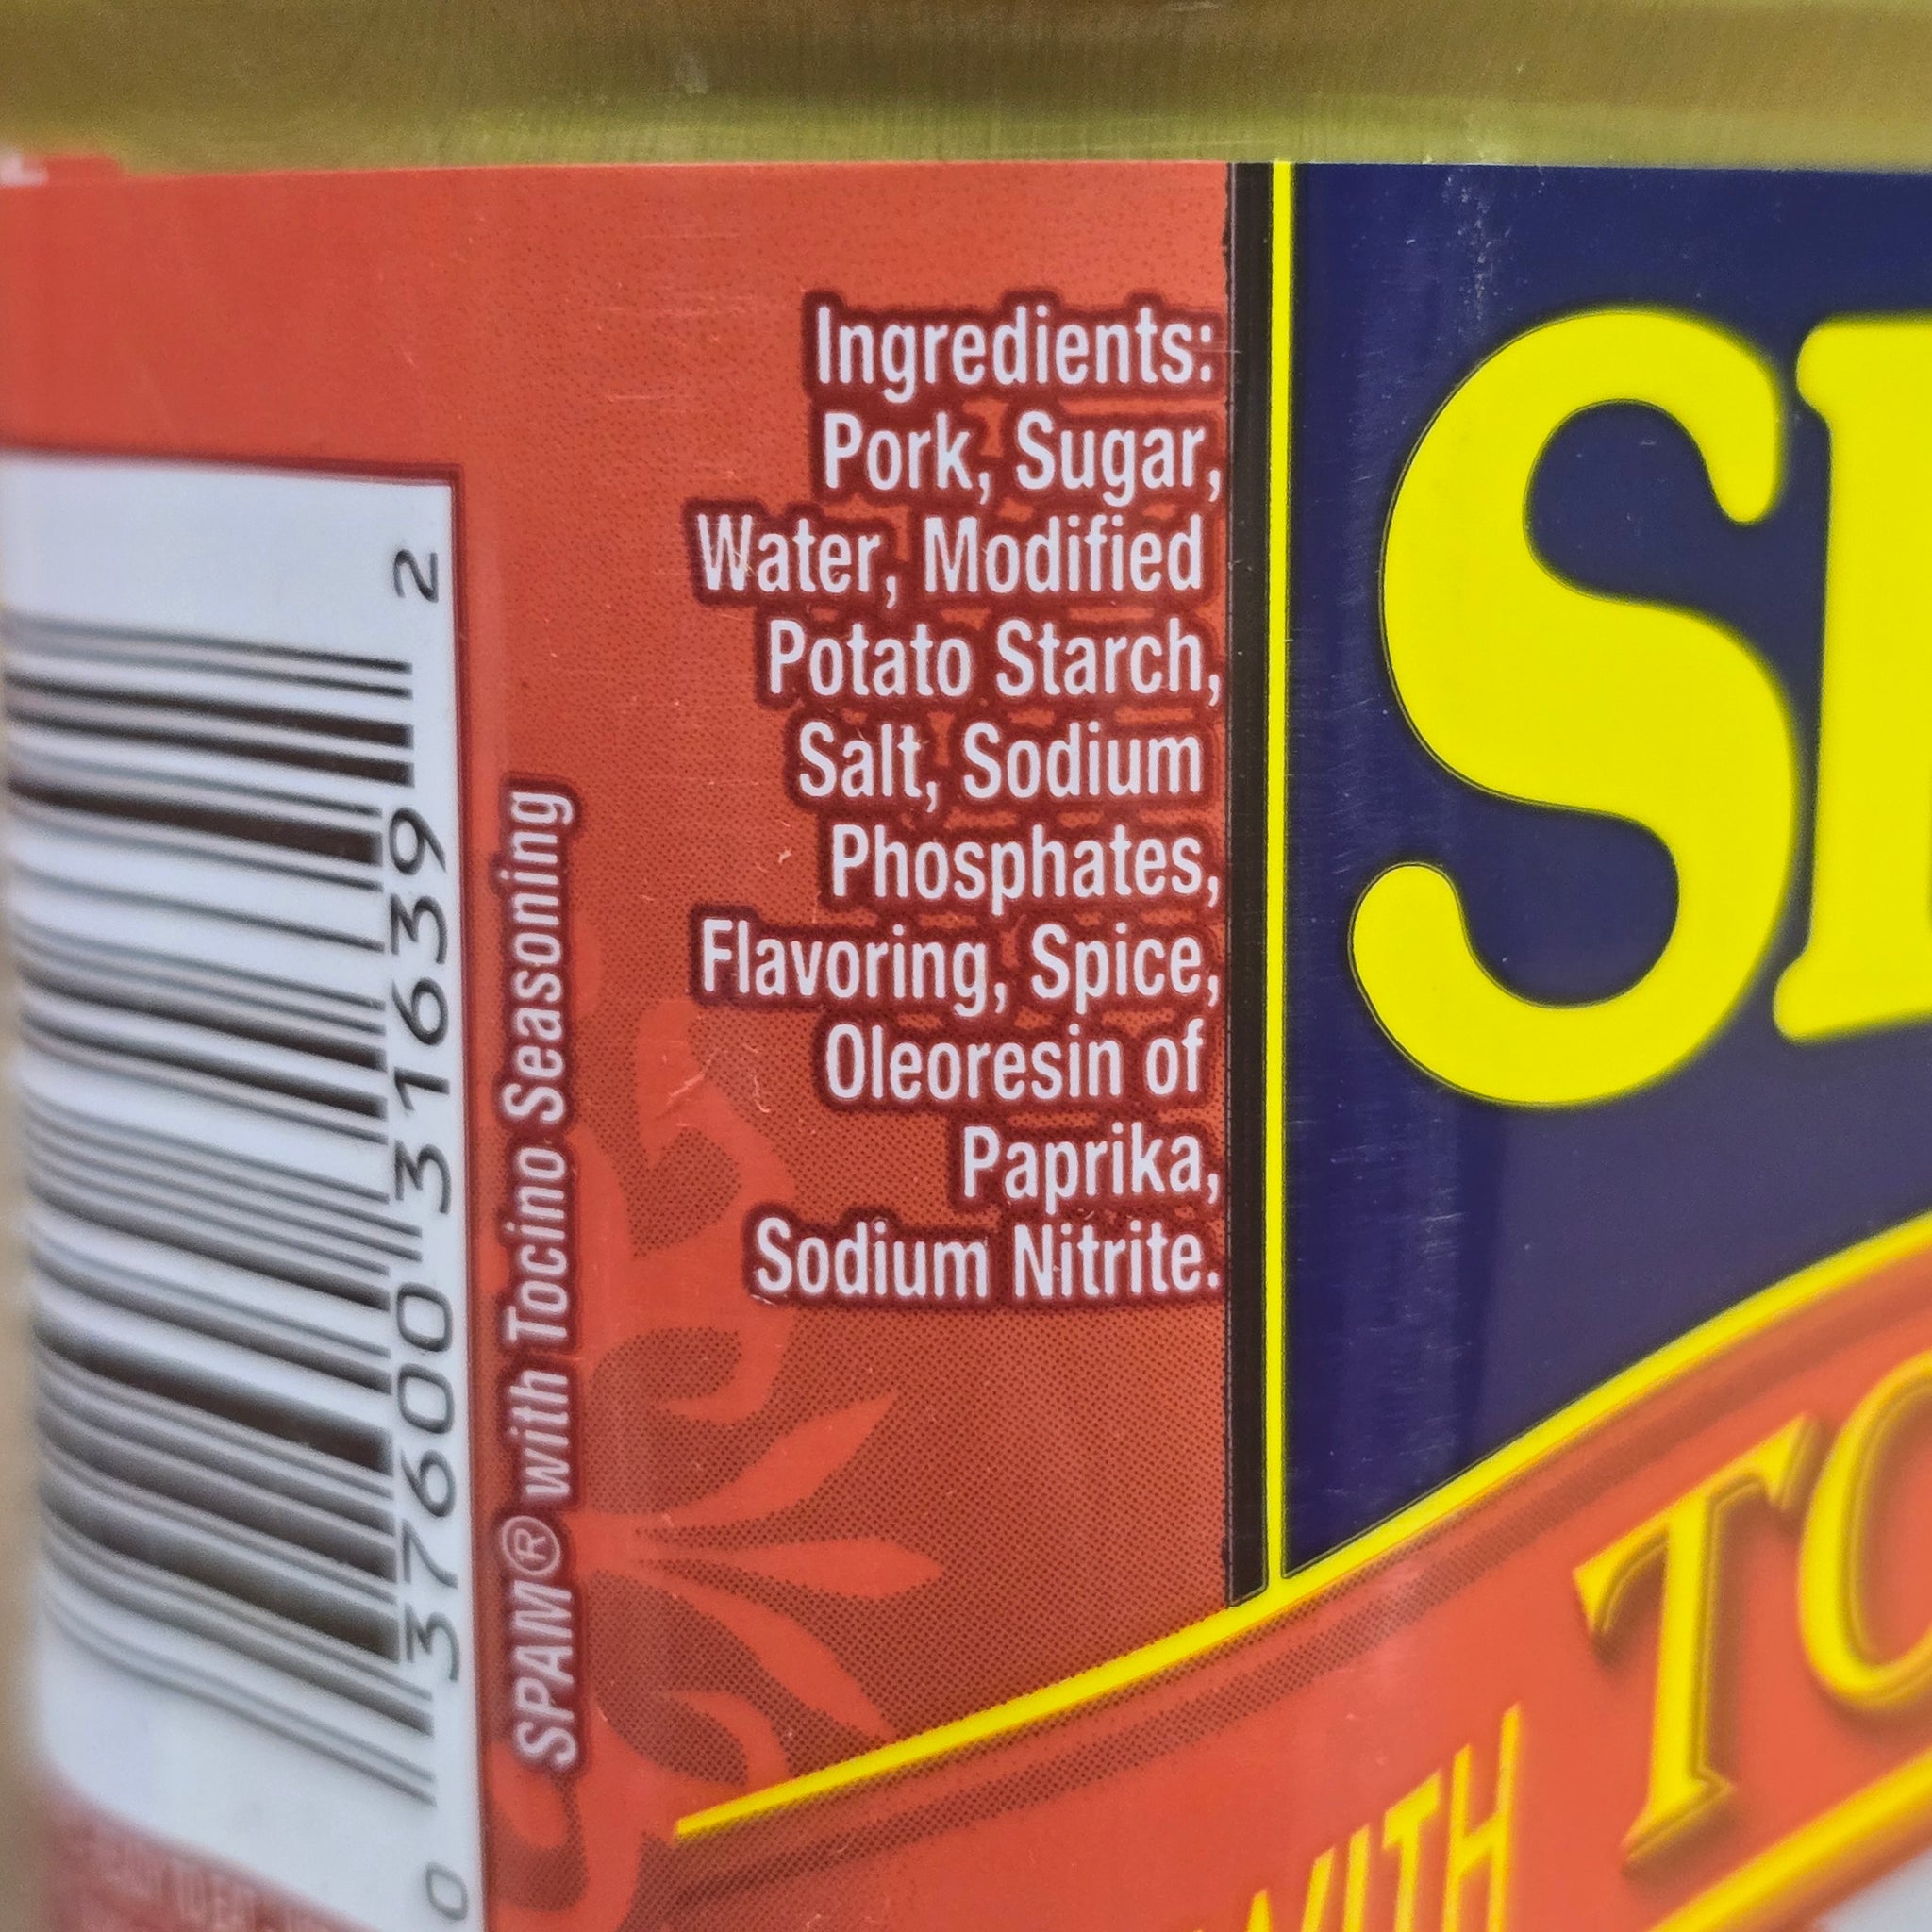 Ingredients:
Pork, Sugar,
Water, Modified
Potato Starch,
Salt, Sodium
Phosphates,
Flavoring, Spice,
Oleoresin of
Paprika,
Sodium Nitrite.
SPAM® with Tocino Seasoning
0 37600 31639 2
WITH